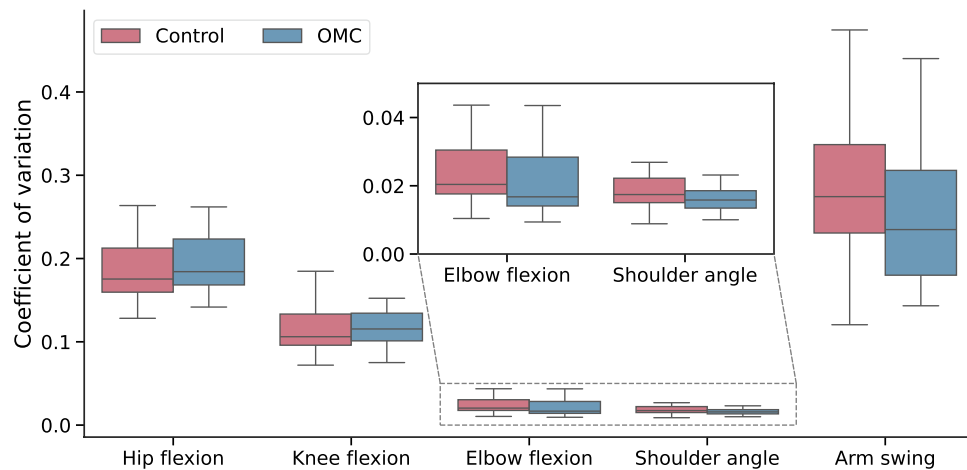 Control OMC
Coefficient of variation
0.4
0.3
0.2
0.1
0.0
0.04
0.02
0.00
Elbow flexion Shoulder angle
Hip flexion Knee flexion Elbow flexion Shoulder angle Arm swing